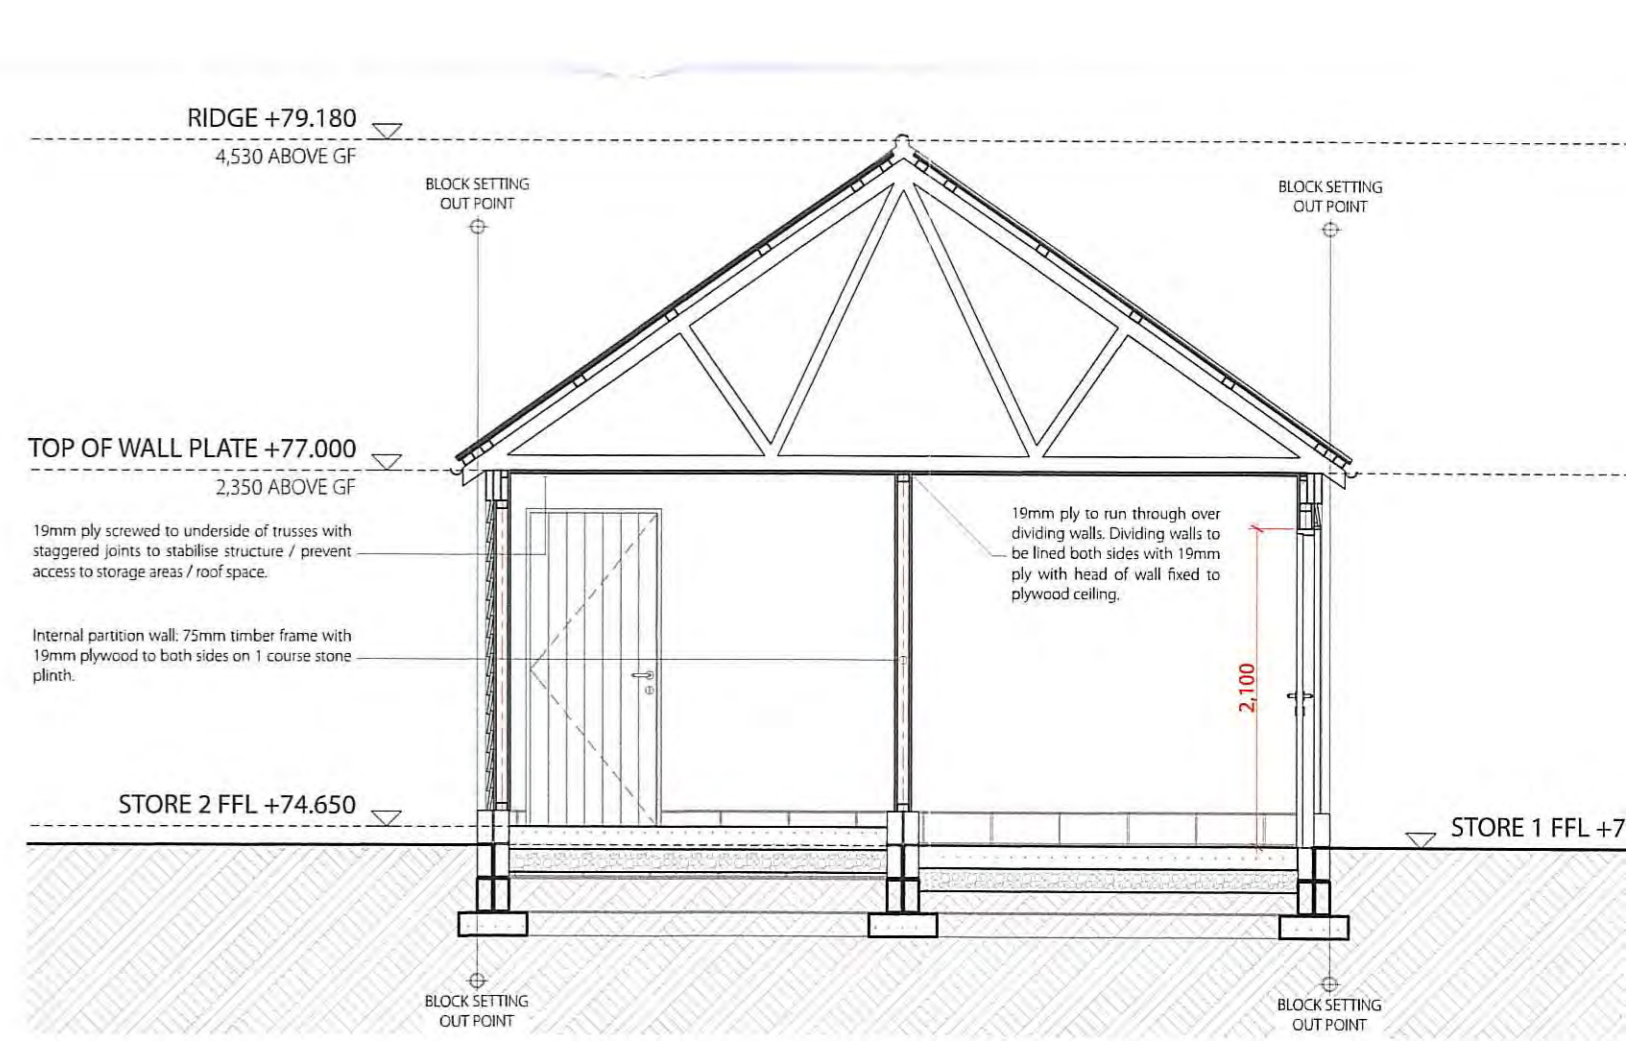 RIDGE +79.180
4,530 ABOVE GF
BLOCK SETTING
OUT POINT
BLOCK SETTING
OUT POINT
TOP OF WALL PLATE +77.000
2,350 ABOVE GF
19mm ply screwed to underside of trusses with
staggered joints to stabilise structure / prevent
access to storage areas / roof space.
19mm ply to run through over
dividing walls. Dividing walls to
be lined both sides with 19mm
ply with head of wall fixed to
plywood ceiling.
Internal partition wall: 75mm timber frame with
19mm plywood to both sides on 1 course stone
plinth.
2,100
STORE 2 FFL +74.650
STORE 1 FFL +7
BLOCK SETTING
OUT POINT
BLOCK SETTING
OUT POINT